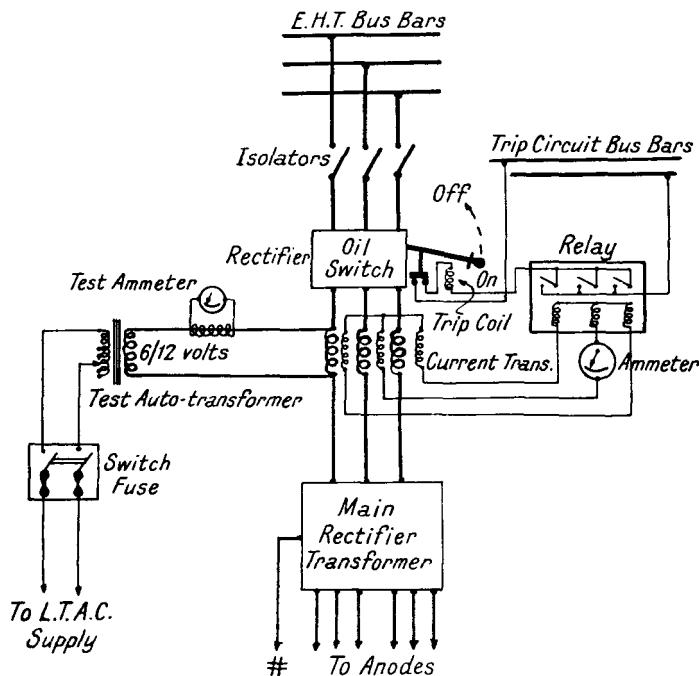 E.H.T. Bus Bars
Isolators
Trip Circuit Bus Bars
Off
Rectifier
Oil
Switch
On
Relay
Trip Coil
Test Ammeter
6/12 volts
Current Trans.
Ammeter
Test Auto-transformer
Switch
Fuse
Main
Rectifier
Transformer
To L.T.A.C.
Supply
#
To Anodes